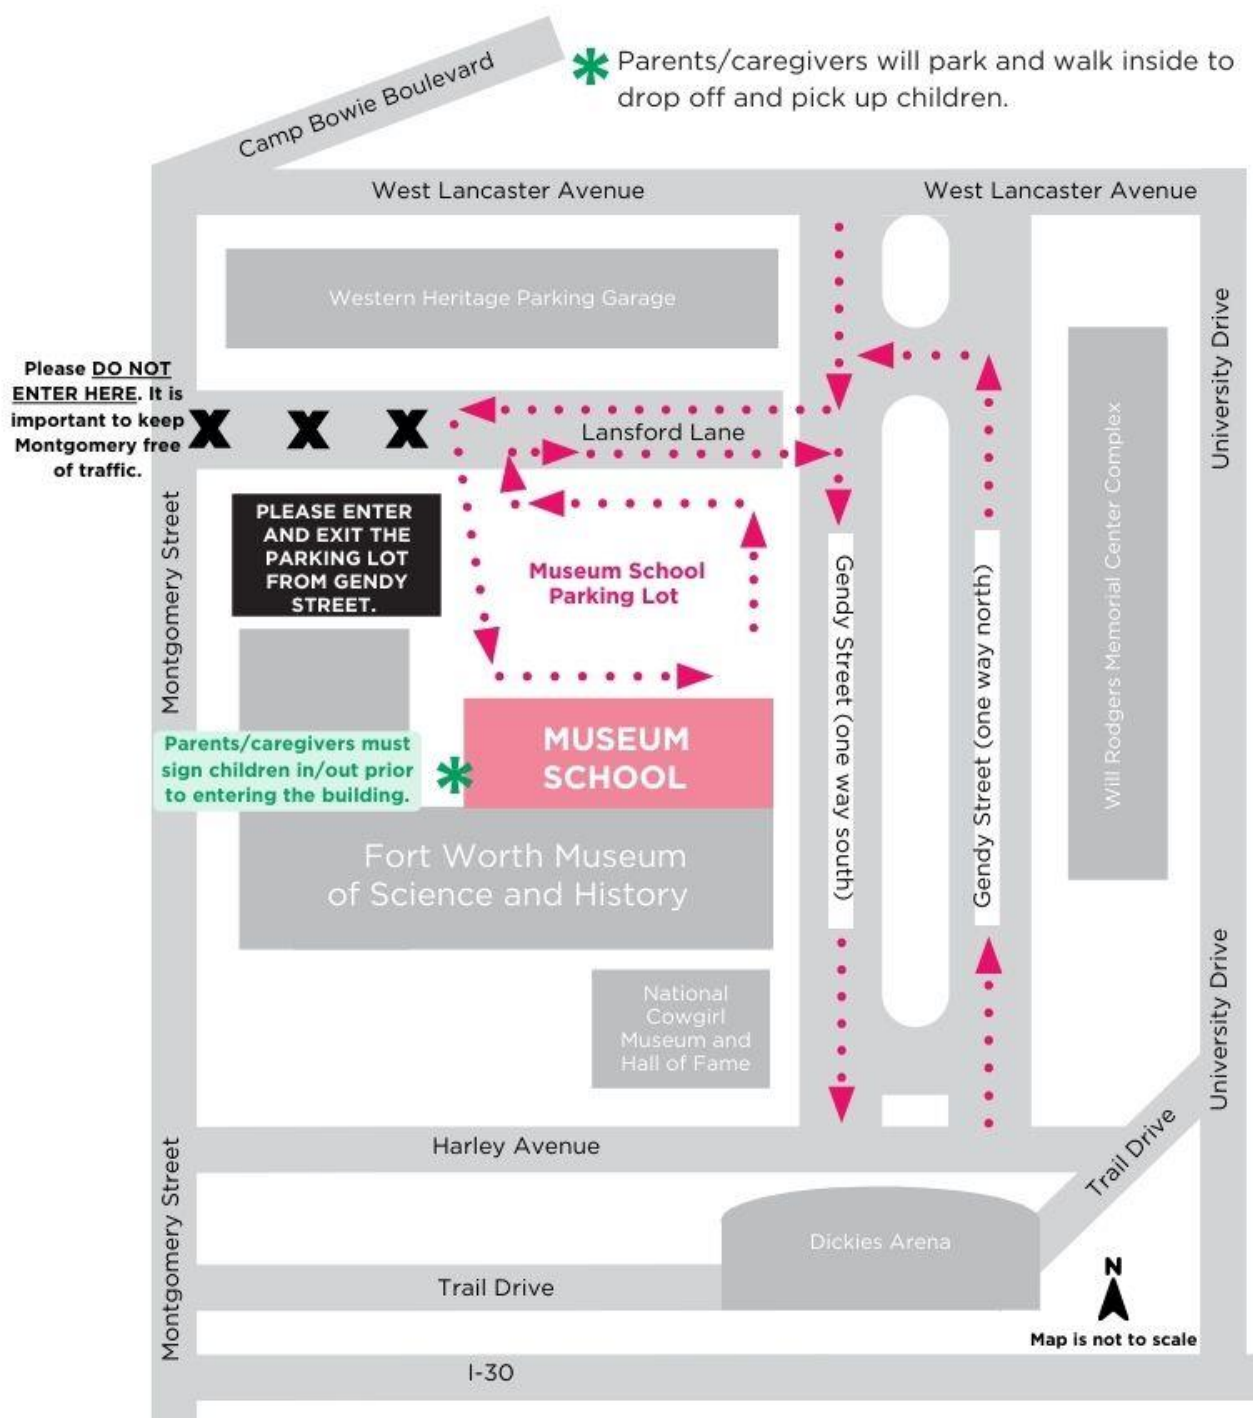 Camp Bowie Boulevard
Parents/caregivers will park and walk inside to
drop off and pick up children.
West Lancaster Avenue
West Lancaster Avenue
Western Heritage Parking Garage
University Drive
Please DO NOT
ENTER HERE. It is
important to keep
Montgomery free
of traffic.
X X X
Lansford Lane
Montgomery Street
PLEASE ENTER
AND EXIT THE
PARKING LOT
FROM GENDY
STREET.
Museum School
Parking Lot
Gendy Street (one way south)
Gendy Street (one way north)
Will Rodgers Memorial Center Complex
MUSEUM
SCHOOL
Parents/caregivers must
sign children in/out prior
to entering the building.
Fort Worth Museum
of Science and History
National
Cowgirl
Museum and
Hall of Fame
University Drive
Harley Avenue
Trail Drive
Montgomery Street
Dickies Arena
Trail Drive
N
Map is not to scale
I-30